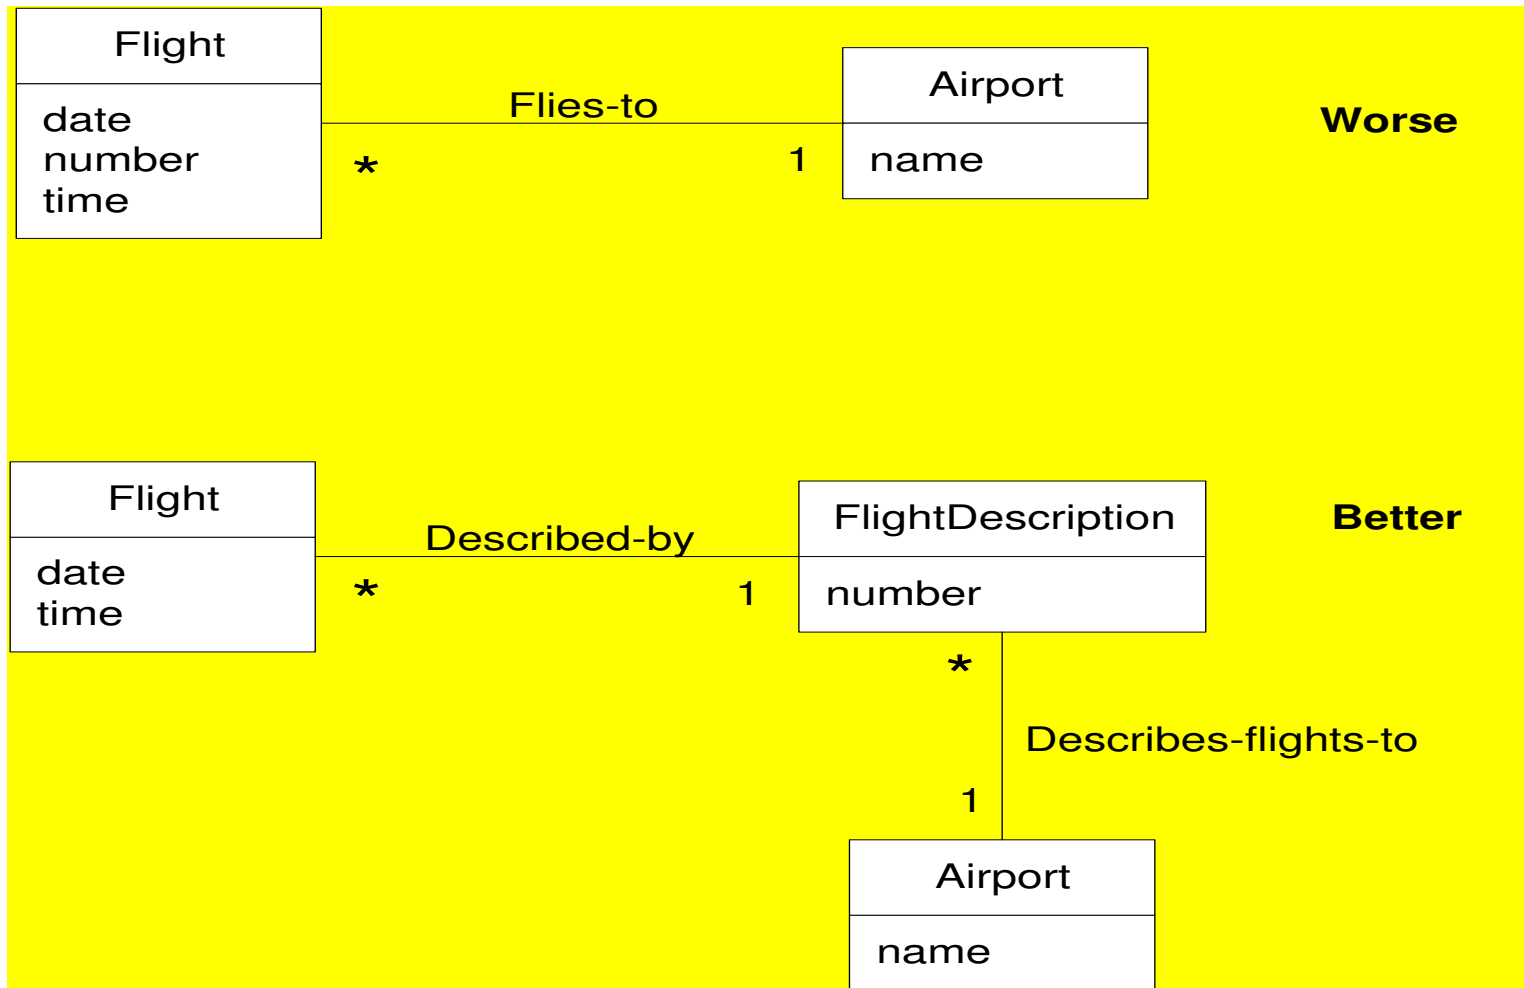 Flight
date
number
time
Flies-to
*
1
Airport
name
Worse
Flight
date
time
Described-by
*
1
FlightDescription
number
Better
*
Describes-flights-to
1
Airport
name